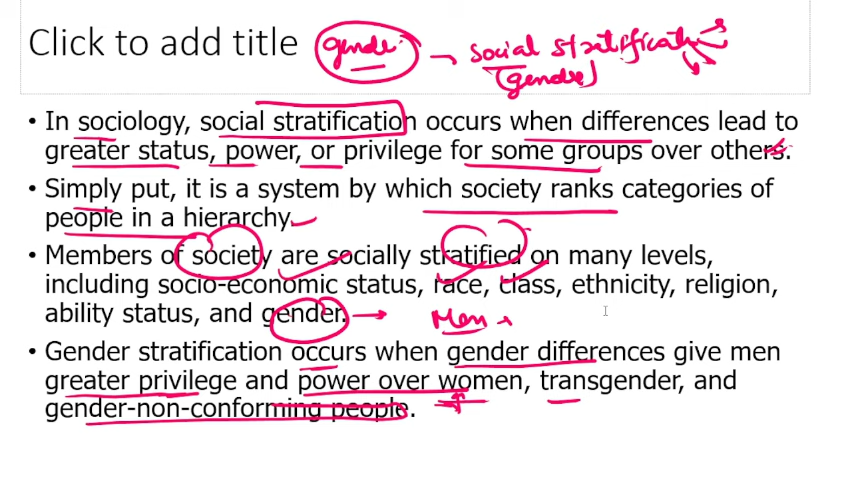 Click to add title
gender
social stratification
(gender)
• In sociology, social stratification occurs when differences lead to
greater status, power, or privilege for some groups over others.
• Simply put, it is a system by which society ranks categories of
people in a hierarchy.
• Members of society are socially stratified on many levels,
including socio-economic status, race, class, ethnicity, religion,
ability status, and gender.
Men
• Gender stratification occurs when gender differences give men
greater privilege and power over women, transgender, and
gender-non-conforming people.